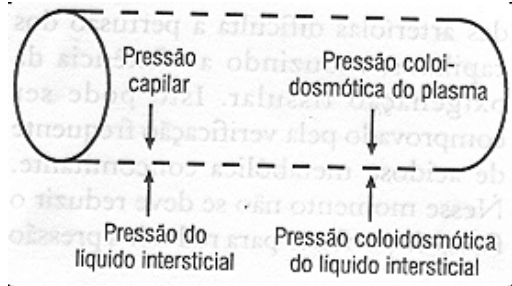 Pressão
capilar
Pressão coloi-
dosmótica do plasma
Pressão do
líquido intersticial
Pressão coloidosmótica
do líquido intersticial